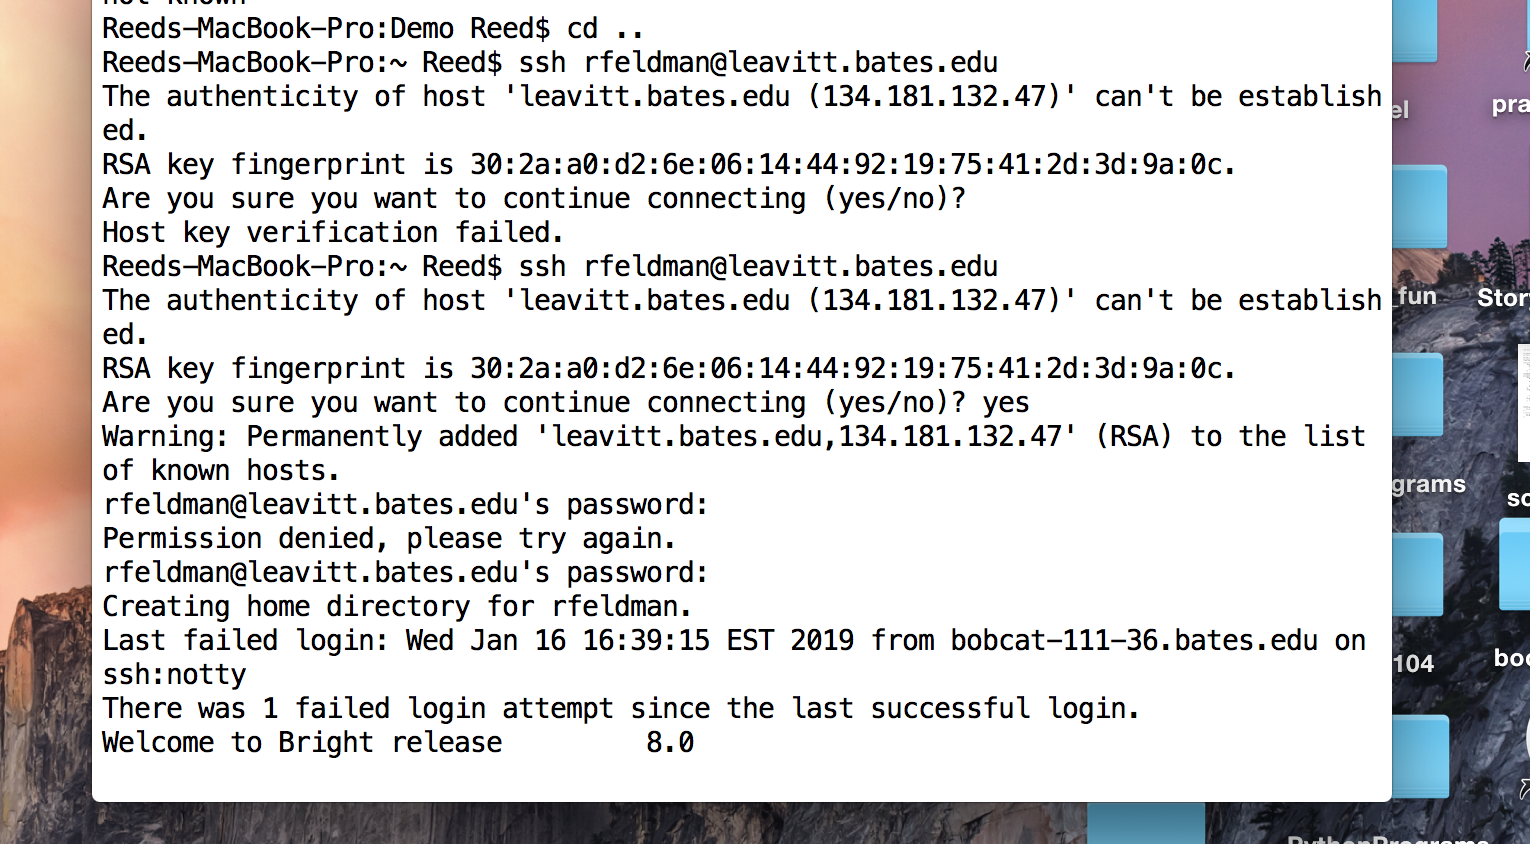 not known
Reeds-MacBook-Pro:Demo Reed$ cd ..
Reeds-MacBook-Pro:~ Reed$ ssh rfeldman@leavitt.bates.edu
The authenticity of host 'leavitt.bates.edu (134.181.132.47)' can't be establish
ed.
RSA key fingerprint is 30:2a:a0:d2:6e:06:14:44:92:19:75:41:2d:3d:9a:0c.
Are you sure you want to continue connecting (yes/no)?
Host key verification failed.
Reeds-MacBook-Pro:~ Reed$ ssh rfeldman@leavitt.bates.edu
The authenticity of host 'leavitt.bates.edu (134.181.132.47)' can't be establish
ed.
RSA key fingerprint is 30:2a:a0:d2:6e:06:14:44:92:19:75:41:2d:3d:9a:0c.
Are you sure you want to continue connecting (yes/no)? yes
Warning: Permanently added 'leavitt.bates.edu,134.181.132.47' (RSA) to the list
of known hosts.
rfeldman@leavitt.bates.edu's password:
Permission denied, please try again.
rfeldman@leavitt.bates.edu's password:
Creating home directory for rfeldman.
Last failed login: Wed Jan 16 16:39:15 EST 2019 from bobcat-111-36.bates.edu on
ssh:notty
There was 1 failed login attempt since the last successful login.
Welcome to Bright release 8.0
el
pra
_fun
Stor
grams
so
104
boo
PythonPrograms